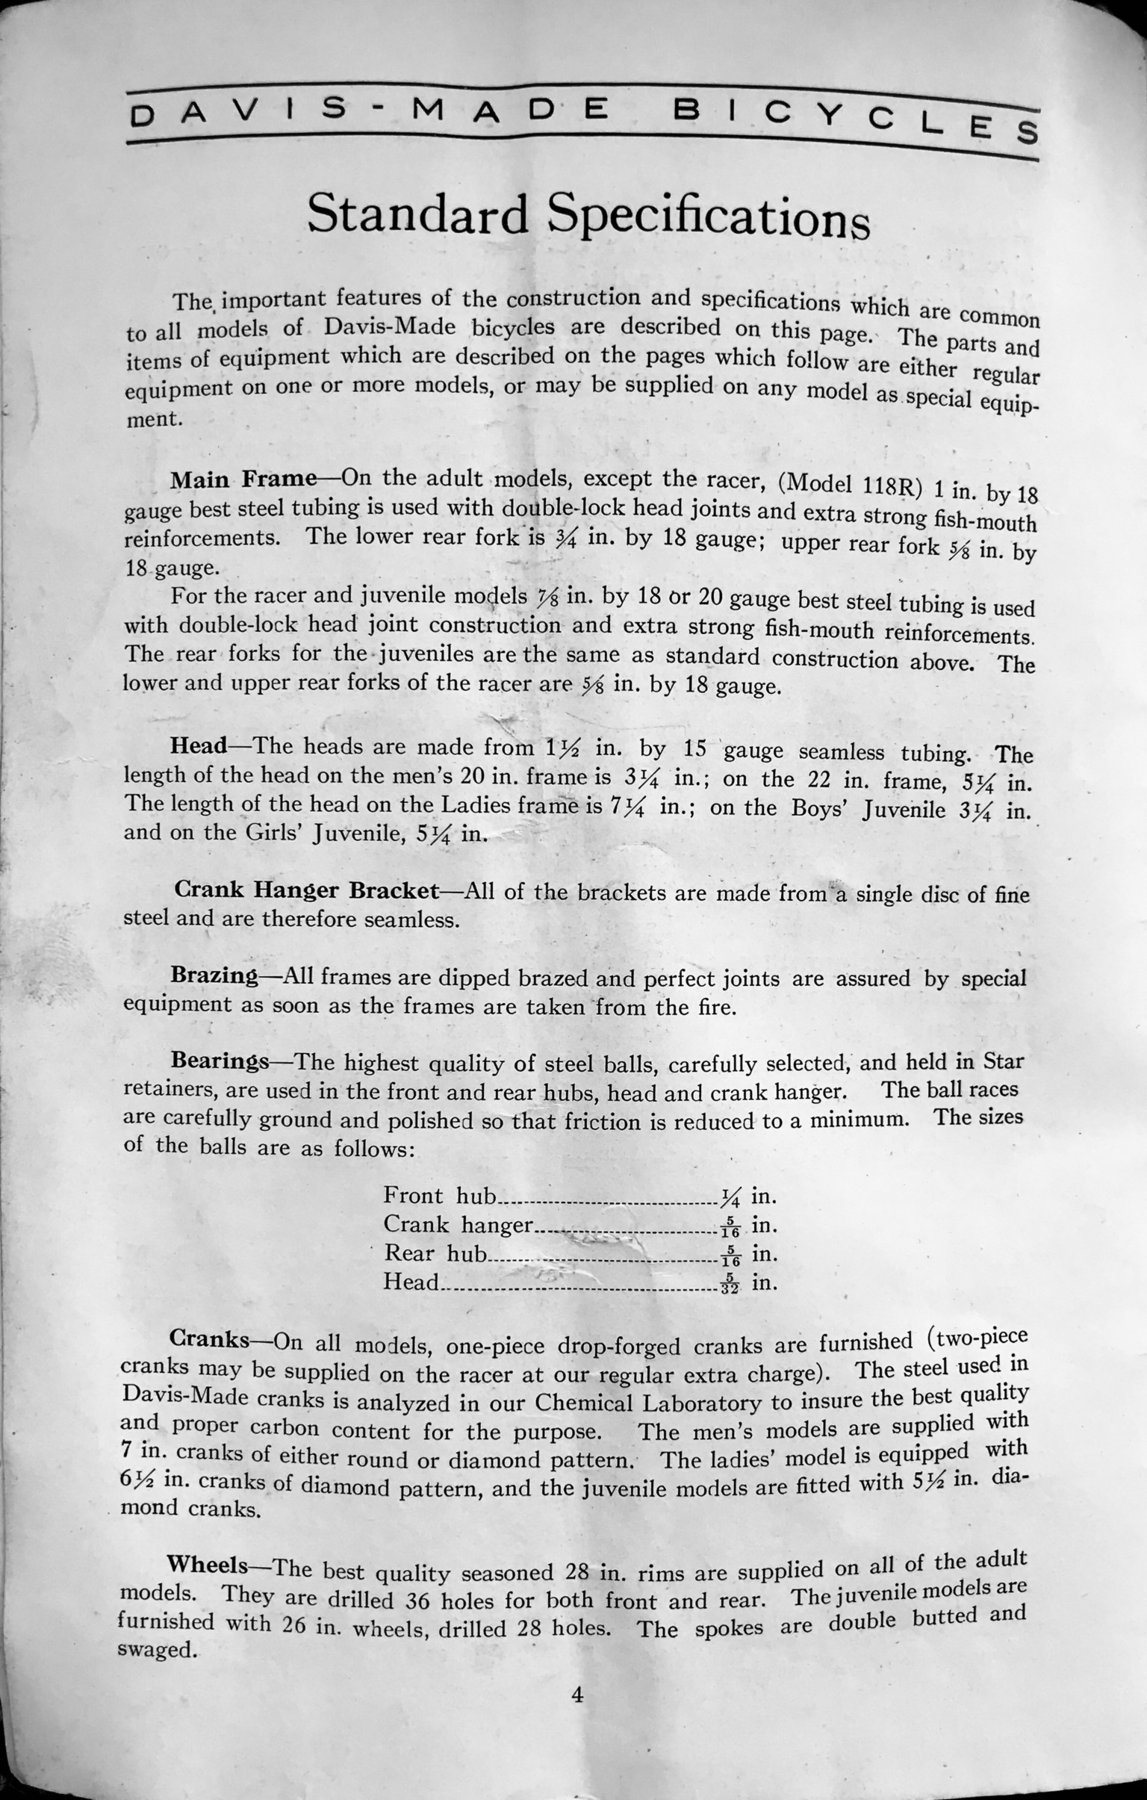 DAVIS-MADE BICYCLES
Standard Specifications
The important features of the construction and specifications which are common
to all models of Davis-Made bicycles are described on this page. The parts and
items of equipment which are described on the pages which follow are either regular
equipment on one or more models, or may be supplied on any model as special equip-
ment.
Main Frame—On the adult models, except the racer, (Model 118R) 1 in. by 18
gauge best steel tubing is used with double-lock head joints and extra strong fish-mouth
reinforcements. The lower rear fork is ¾ in. by 18 gauge; upper rear fork ⅝ in. by
18 gauge.
For the racer and juvenile models ⅞ in. by 18 or 20 gauge best steel tubing is used
with double-lock head joint construction and extra strong fish-mouth reinforcements.
The rear forks for the juveniles are the same as standard construction above. The
lower and upper rear forks of the racer are ⅝ in. by 18 gauge.
Head—The heads are made from 1½ in. by 15 gauge seamless tubing. The
length of the head on the men's 20 in. frame is 3¼ in.; on the 22 in. frame, 5¼ in.
The length of the head on the Ladies frame is 7¼ in.; on the Boys' Juvenile 3¼ in.
and on the Girls' Juvenile, 5¼ in.
Crank Hanger Bracket—All of the brackets are made from a single disc of fine
steel and are therefore seamless.
Brazing—All frames are dipped brazed and perfect joints are assured by special
equipment as soon as the frames are taken from the fire.
Bearings—The highest quality of steel balls, carefully selected, and held in Star
retainers, are used in the front and rear hubs, head and crank hanger. The ball races
are carefully ground and polished so that friction is reduced to a minimum. The sizes
of the balls are as follows:
Front hub ¼ in.
Crank hanger 5/16 in.
Rear hub 5/16 in.
Head 5/32 in.
Cranks—On all models, one-piece drop-forged cranks are furnished (two-piece
cranks may be supplied on the racer at our regular extra charge). The steel used in
Davis-Made cranks is analyzed in our Chemical Laboratory to insure the best quality
and proper carbon content for the purpose. The men's models are supplied with
7 in. cranks of either round or diamond pattern. The ladies' model is equipped with
6½ in. cranks of diamond pattern, and the juvenile models are fitted with 5½ in. dia-
mond cranks.
Wheels—The best quality seasoned 28 in. rims are supplied on all of the adult
models. They are drilled 36 holes for both front and rear. The juvenile models are
furnished with 26 in. wheels, drilled 28 holes. The spokes are double butted and
swaged.
4